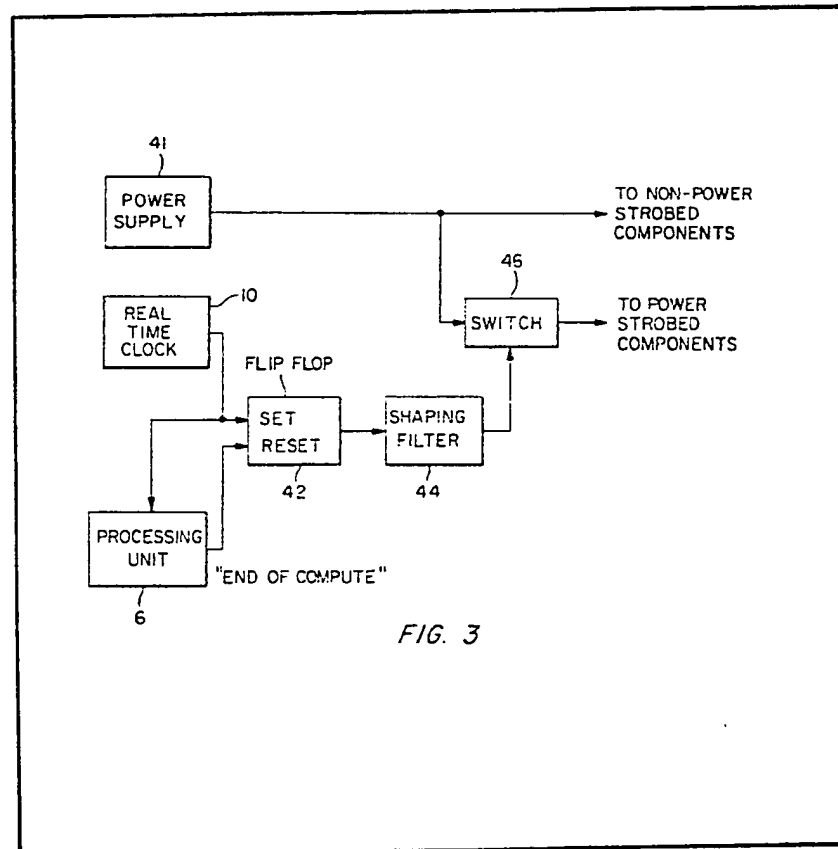 41
POWER
SUPPLY
TO NON-POWER
STROBED
COMPONENTS
46
SWITCH
TO POWER
STROBED
COMPONENTS
10
REAL
TIME
CLOCK
FLIP FLOP
SET
RESET
42
SHAPING
FILTER
44
PROCESSING
UNIT
6
"END OF COMPUTE"
FIG. 3